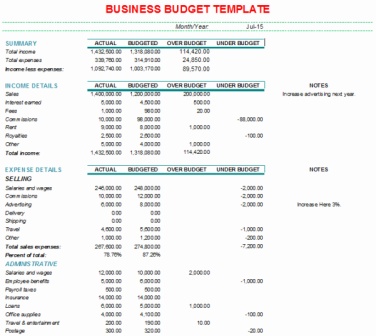 BUSINESS BUDGET TEMPLATE
Month/Year: Jul-15
SUMMARY ACTUAL BUDGETED OVER BUDGET UNDER BUDGET
Total income 1,432,500.00 1,318,080.00 114,420.00
Total expenses 339,760.00 314,910.00 24,850.00
Income less expenses: 1,092,740.00 1,003,170.00 89,570.00
INCOME DETAILS ACTUAL BUDGETED OVER BUDGET UNDER BUDGET NOTES
Sales 1,400,000.00 1,200,000.00 200,000.00 Increase advertising next year.
Interest earned 5,000.00 4,500.00 500.00
Fees 1,000.00 980.00 20.00
Commissions 10,000.00 98,000.00 -88,000.00
Rent 9,000.00 8,000.00 1,000.00
Royalties 2,500.00 2,600.00 -100.00
Other 5,000.00 4,000.00 1,000.00
Total income: 1,432,500.00 1,318,080.00 114,420.00
EXPENSE DETAILS ACTUAL BUDGETED OVER BUDGET UNDER BUDGET NOTES
SELLING
Salaries and wages 246,000.00 248,000.00 -2,000.00
Commissions 10,000.00 12,000.00 -2,000.00
Advertising 6,000.00 8,000.00 -2,000.00 Increase Here 3%.
Delivery 0.00 0.00
Shipping 0.00 0.00
Travel 4,600.00 5,600.00 -1,000.00
Other 1,000.00 1,200.00 -200.00
Total sales expenses: 267,600.00 274,800.00 -7,200.00
Percent of total: 78.76% 87.26%
ADMINISTRATIVE
Salaries and wages 12,000.00 10,000.00 2,000.00
Employee benefits 5,000.00 6,000.00 -1,000.00
Payroll taxes 500.00 500.00
Insurance 14,000.00 14,000.00
Loans 6,000.00 5,000.00 1,000.00
Office supplies 4,000.00 4,100.00 -100.00
Travel & entertainment 200.00 190.00 10.00
Postage 300.00 320.00 -20.00